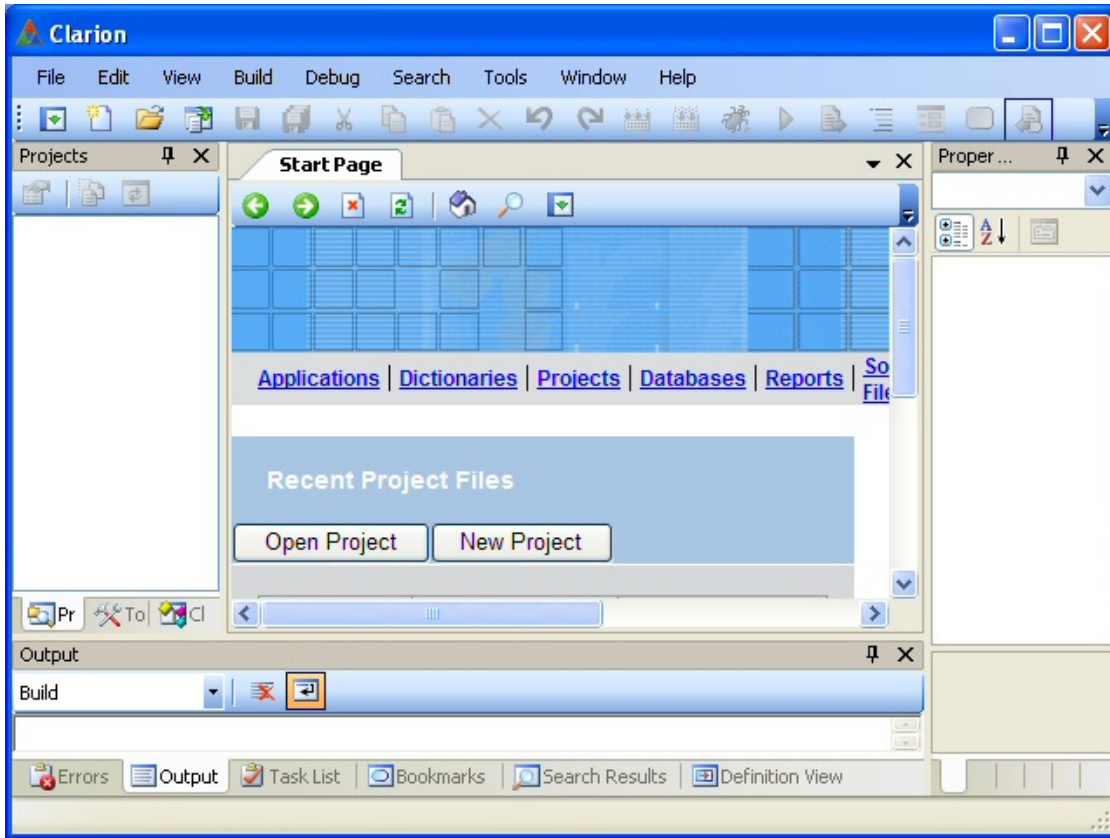 Clarion
File Edit View Build Debug Search Tools Window Help
Projects
Start Page
Proper...
Applications | Dictionaries | Projects | Databases | Reports | So
File
Recent Project Files
Open Project New Project
Pr To Cl
Output
Build
Errors Output Task List Bookmarks Search Results Definition View